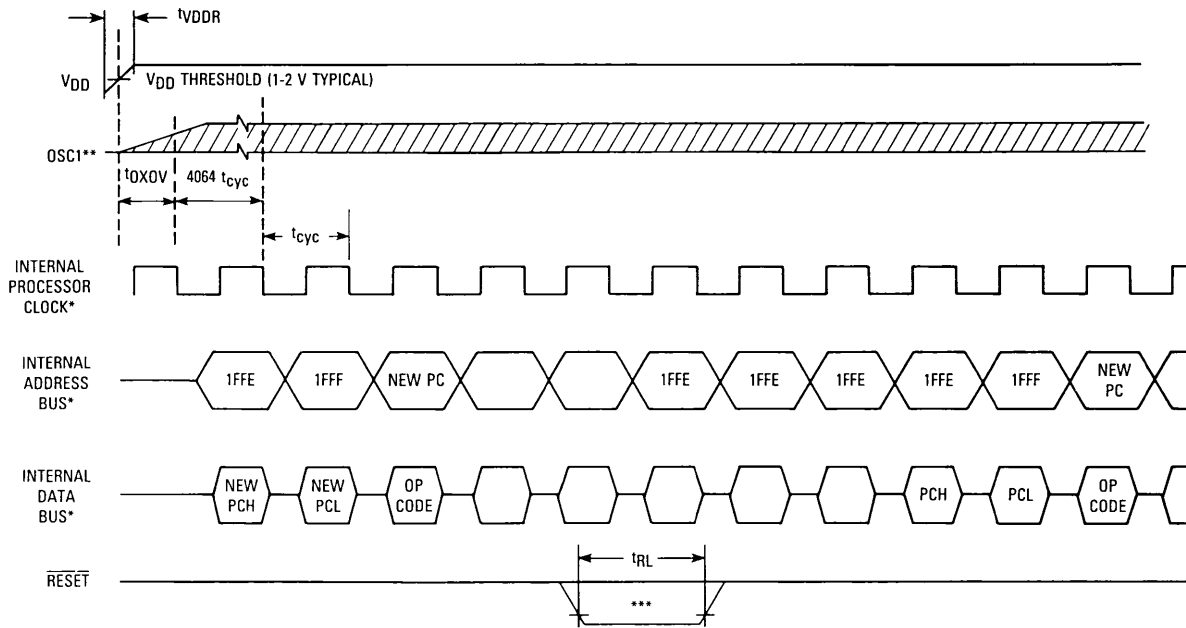 tVDDR
VDD
VDD THRESHOLD (1-2 V TYPICAL)
OSC1**
tOXOV
4064 tcyc
tcyc
INTERNAL
PROCESSOR
CLOCK*
INTERNAL
ADDRESS
BUS*
1FFE
1FFF
NEW PC
1FFE
1FFE
1FFE
1FFE
1FFF
NEW
PC
INTERNAL
DATA
BUS*
NEW
PCH
NEW
PCL
OP
CODE
PCH
PCL
OP
CODE
RESET
tRL
***